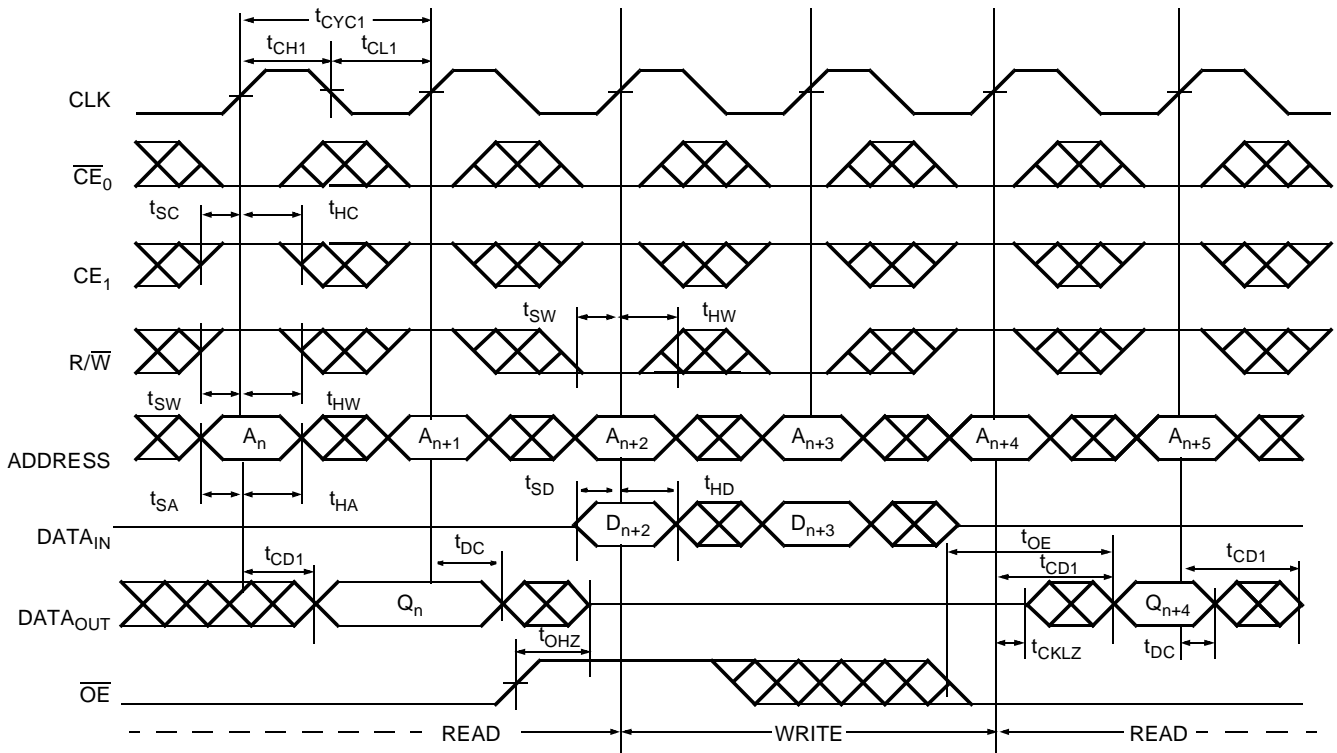 tCYC1
tCH1 tCL1
CLK
CE0
tSC tHC
CE1
tSW tHW
R/W
tSW tHW
ADDRESS An An+1 An+2 An+3 An+4 An+5
tSA tHA tSD tHD
DATAIN Dn+2 Dn+3
tCD1 tDC tOE tCD1 tCD1
DATAOUT Qn Qn+4
tOHZ tCKLZ tDC
OE
READ WRITE READ